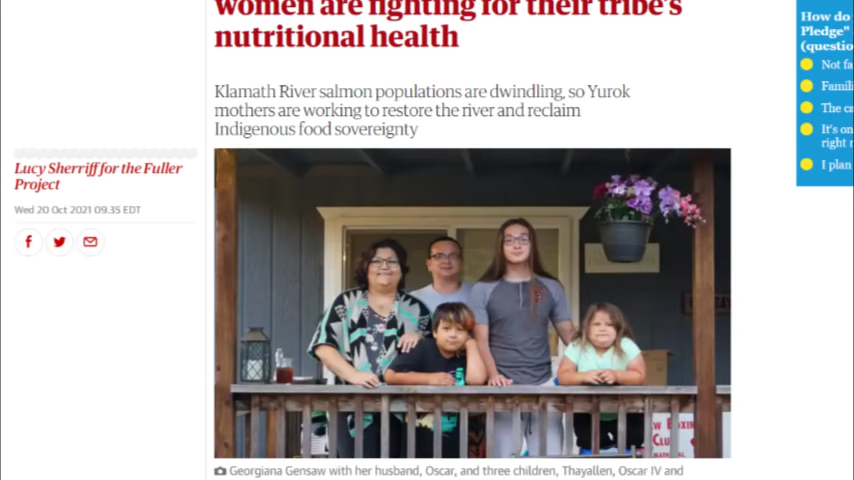 women are fighting for their tribe's
nutritional health
Klamath River salmon populations are dwindling, so Yurok
mothers are working to restore the river and reclaim
Indigenous food sovereignty
Lucy Sherriff for the Fuller
Project
Wed 20 Oct 2021 09.35 EDT
Georgiana Gensaw with her husband, Oscar, and three children, Thayallen, Oscar IV and
How do
Pledge"
(questio
Not fa
Famili
The ca
It's on
right n
I plan